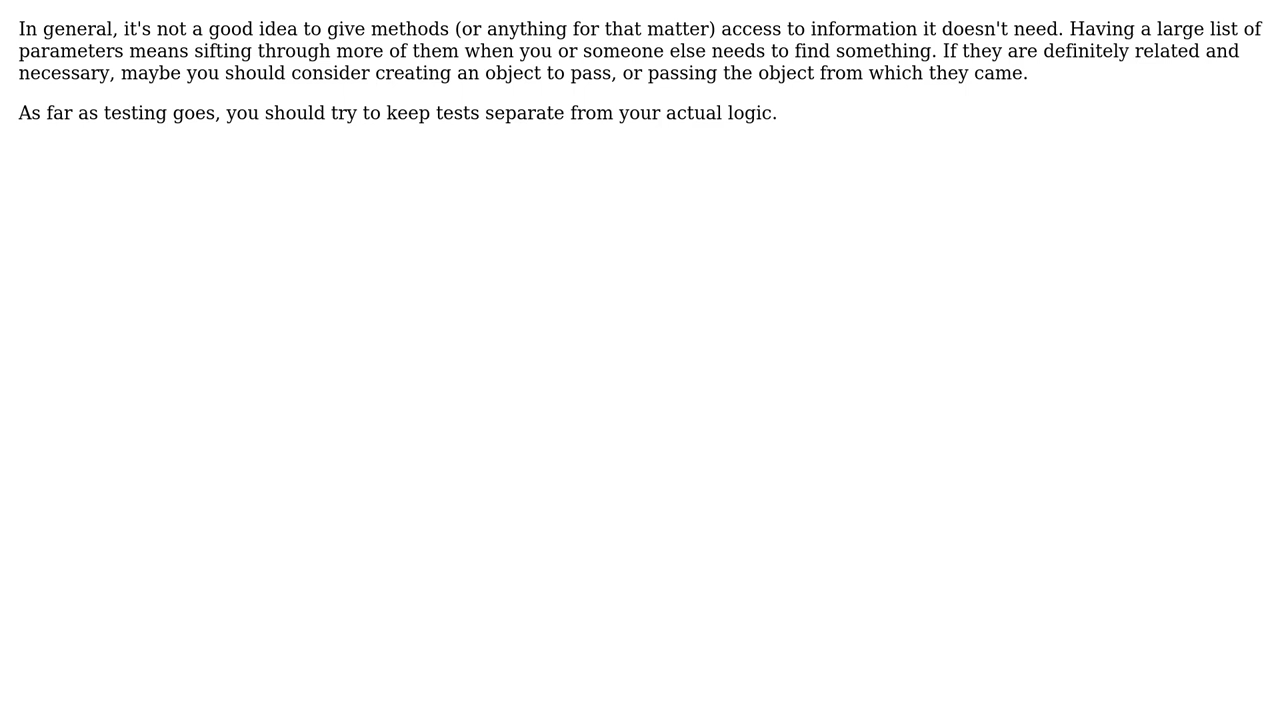 In general, it's not a good idea to give methods (or anything for that matter) access to information it doesn't need. Having a large list of
parameters means sifting through more of them when you or someone else needs to find something. If they are definitely related and
necessary, maybe you should consider creating an object to pass, or passing the object from which they came.
As far as testing goes, you should try to keep tests separate from your actual logic.